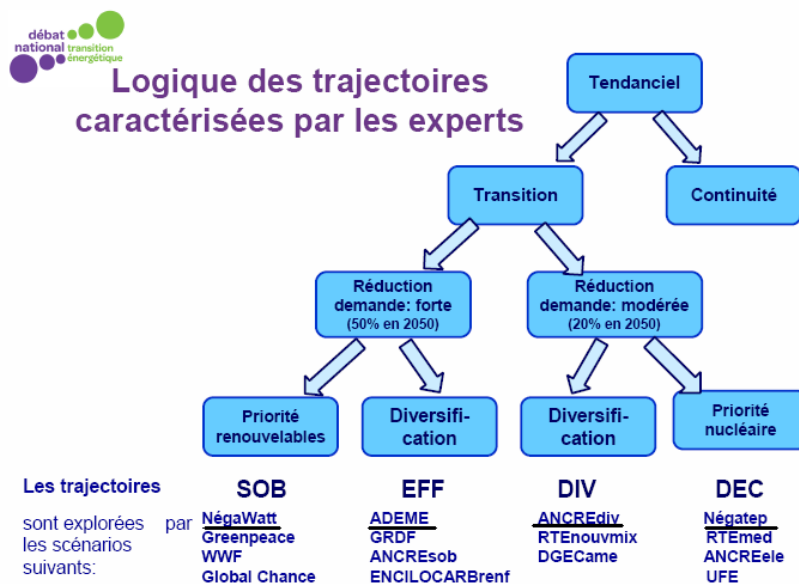 débat
national transition
énergétique
Logique des trajectoires
caractérisées par les experts
Tendanciel
Transition
Continuité
Réduction
demande: forte
(50% en 2050)
Réduction
demande: modérée
(20% en 2050)
Priorité
renouvelables
Diversifi-
cation
Diversifi-
cation
Priorité
nucléaire
Les trajectoires
SOB EFF DIV DEC
sont explorées par
les scénarios
suivants:
NégaWatt
Greenpeace
WWF
Global Chance
ADEME
GRDF
ANCREsob
ENCILOCARBrenf
ANCREdiv
RTEnouvmix
DGECame
Négatep
RTEmed
ANCREele
UFE